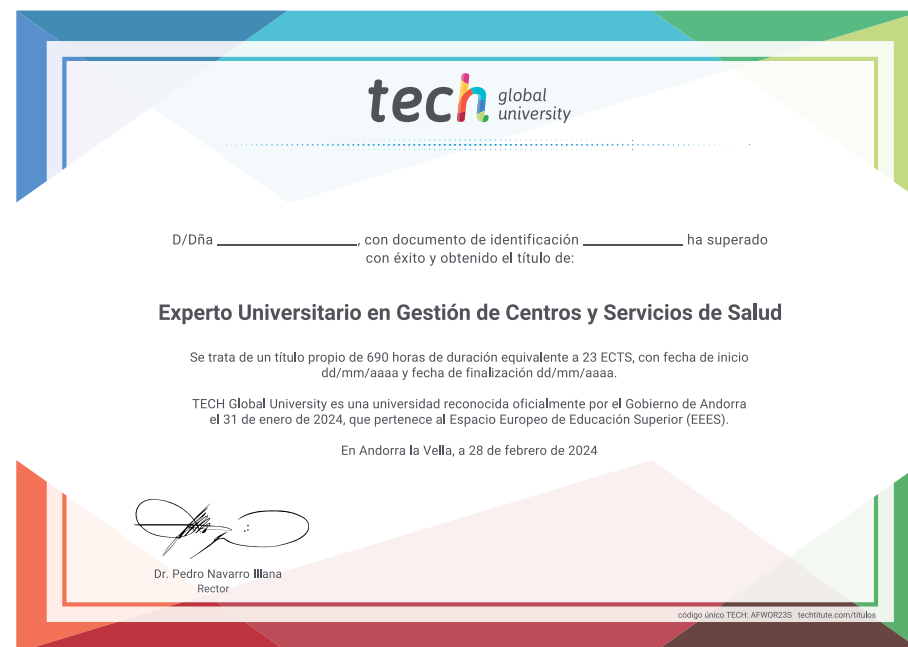 tech global university
D/Dña ________________, con documento de identificación ____________ ha superado
con éxito y obtenido el título de:
Experto Universitario en Gestión de Centros y Servicios de Salud
Se trata de un título propio de 690 horas de duración equivalente a 23 ECTS, con fecha de inicio
dd/mm/aaaa y fecha de finalización dd/mm/aaaa.
TECH Global University es una universidad reconocida oficialmente por el Gobierno de Andorra
el 31 de enero de 2024, que pertenece al Espacio Europeo de Educación Superior (EEES).
En Andorra la Vella, a 28 de febrero de 2024
Dr. Pedro Navarro Illana
Rector
código único TECH: AFWOR23S techtitute.com/titulos